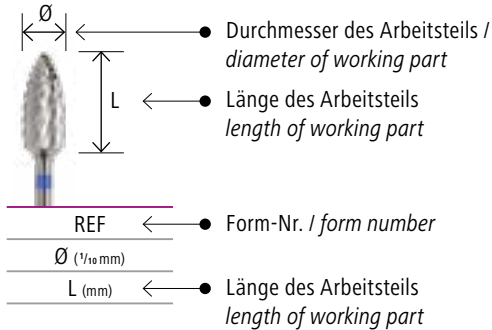 Ø
Durchmesser des Arbeitsteils /
diameter of working part
L
Länge des Arbeitsteils
length of working part
REF
Form-Nr. / form number
Ø (1/10 mm)
L (mm)
Länge des Arbeitsteils
length of working part